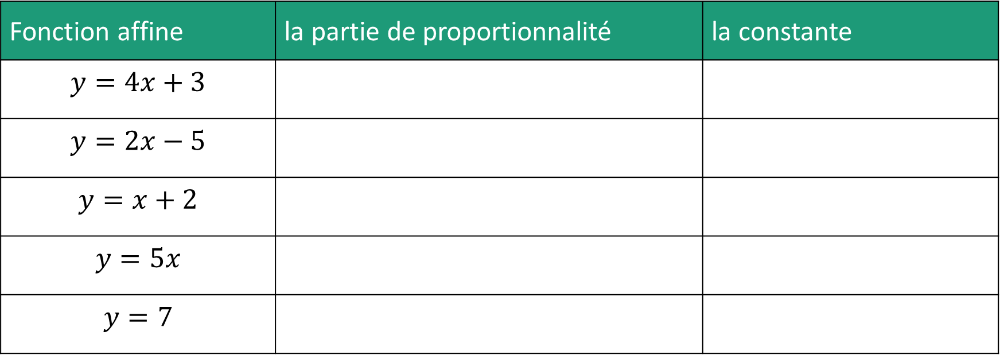 Fonction affine la partie de proportionnalité la constante
y = 4x + 3
y = 2x − 5
y = x + 2
y = 5x
y = 7